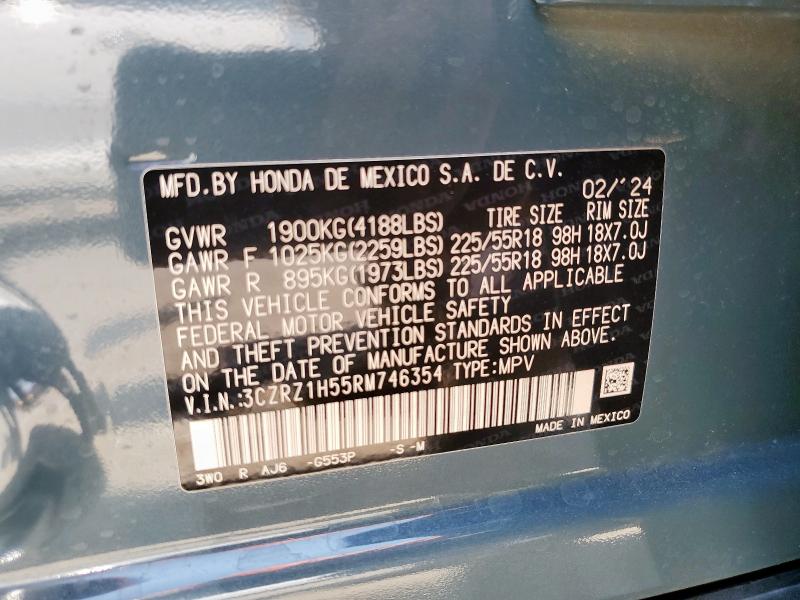 MFD.BY HONDA DE MEXICO S.A. DE C.V. 02/'24
TIRE SIZE RIM SIZE
GVWR 1900KG(4188LBS)
GAWR F 1025KG(2259LBS) 225/55R18 98H 18X7.0J
GAWR R 895KG(1973LBS) 225/55R18 98H 18X7.0J
THIS VEHICLE CONFORMS TO ALL APPLICABLE
FEDERAL MOTOR VEHICLE SAFETY
AND THEFT PREVENTION STANDARDS IN EFFECT
ON THE DATE OF MANUFACTURE SHOWN ABOVE.
V.I.N.:3CZRZ1H55RM746354 TYPE:MPV
MADE IN MEXICO
3WO R AJ6 -G553P -S -M